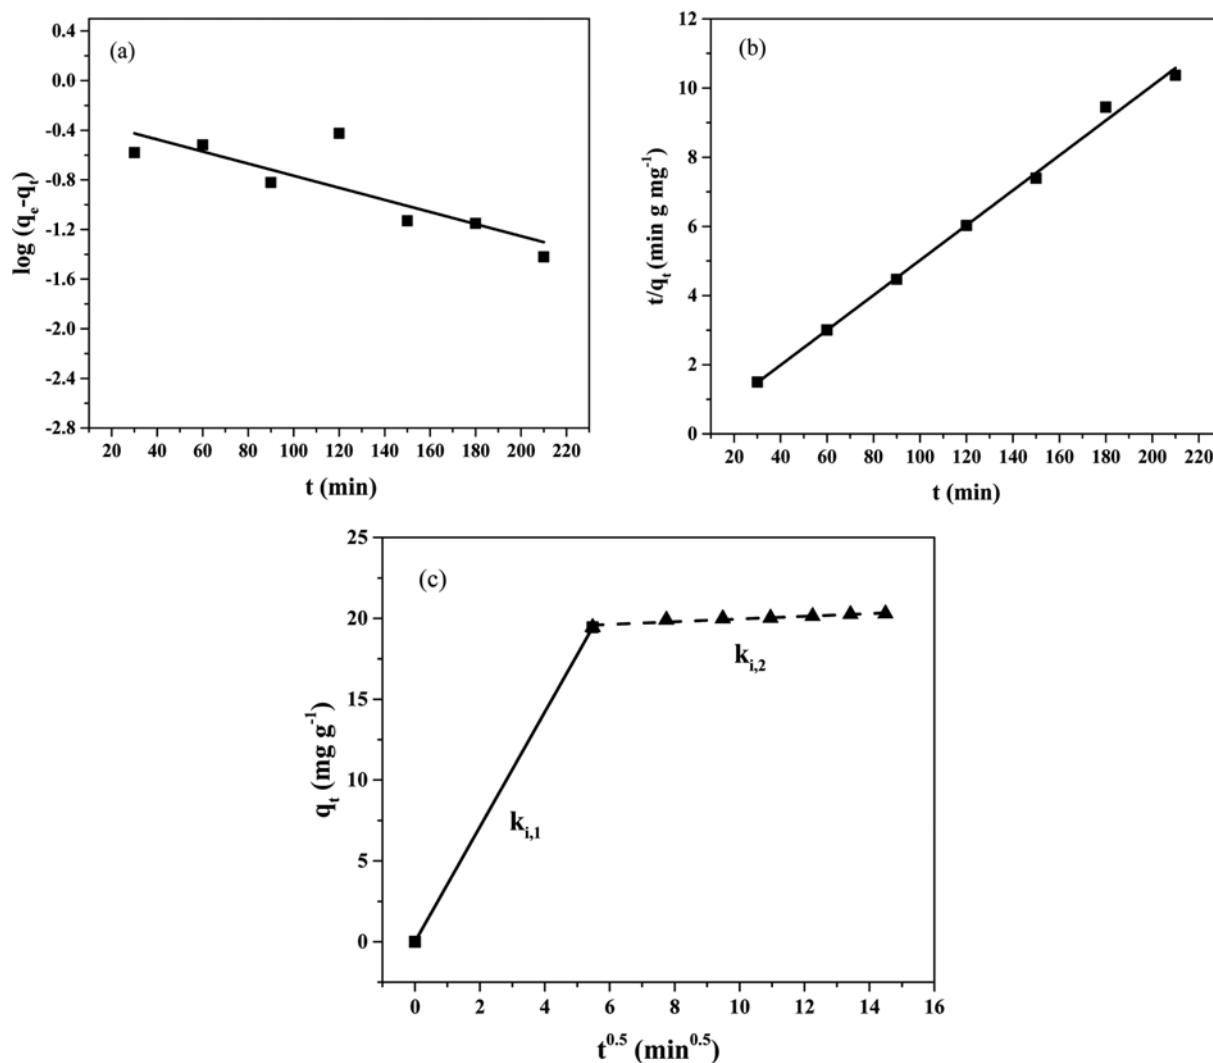 (a)
0.4
0.0
-0.4
-0.8
-1.2
-1.6
-2.0
-2.4
-2.8
20 40 60 80 100 120 140 160 180 200 220
t (min)
log (qe-qt)
(b)
12
10
8
6
4
2
0
20 40 60 80 100 120 140 160 180 200 220
t (min)
t/qt (min g mg-1)
(c)
25
20
15
10
5
0
ki,1
ki,2
0 2 4 6 8 10 12 14 16
t0.5 (min0.5)
qt (mg g-1)